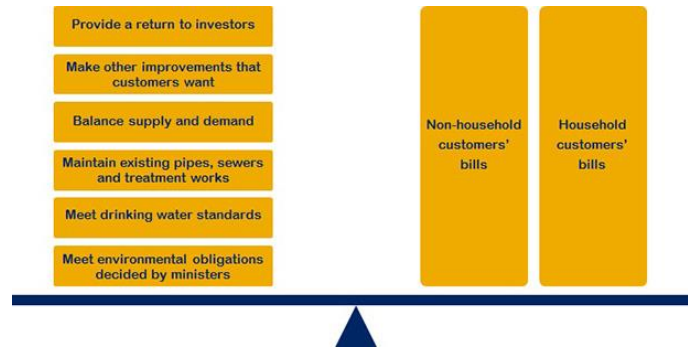 Provide a return to investors
Make other improvements that
customers want
Balance supply and demand
Maintain existing pipes, sewers
and treatment works
Meet drinking water standards
Meet environmental obligations
decided by ministers
Non-household
customers’
bills
Household
customers’
bills